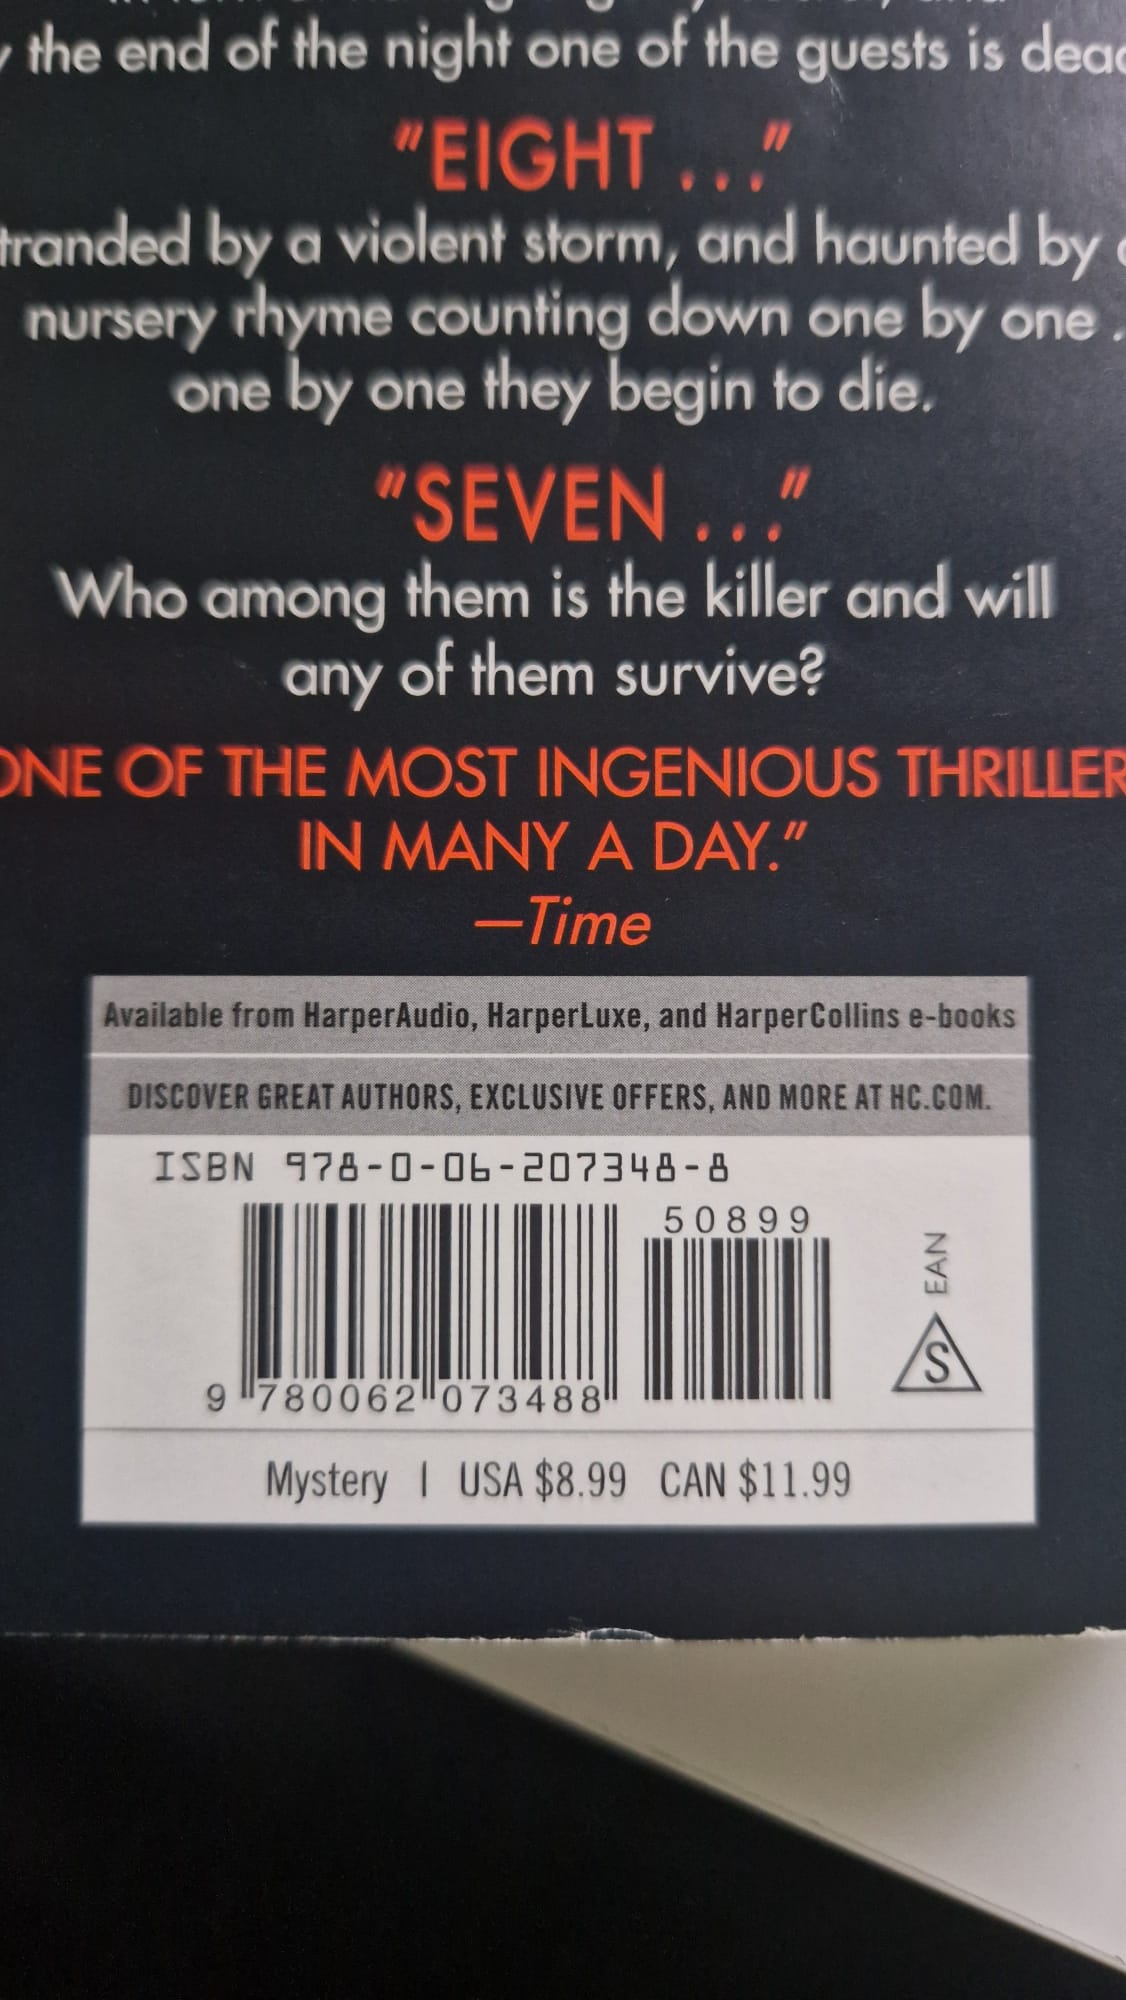 the end of the night one of the guests is dead
"EIGHT . . ."
tranded by a violent storm, and haunted by
nursery rhyme counting down one by one .
one by one they begin to die.
"SEVEN . . ."
Who among them is the killer and will
any of them survive?
ONE OF THE MOST INGENIOUS THRILLER
IN MANY A DAY."
—Time
Available from HarperAudio, HarperLuxe, and HarperCollins e-books
DISCOVER GREAT AUTHORS, EXCLUSIVE OFFERS, AND MORE AT HC.COM.
ISBN 978-0-06-207348-8
50899
EAN
S
9 780062 073488
Mystery | USA $8.99 CAN $11.99